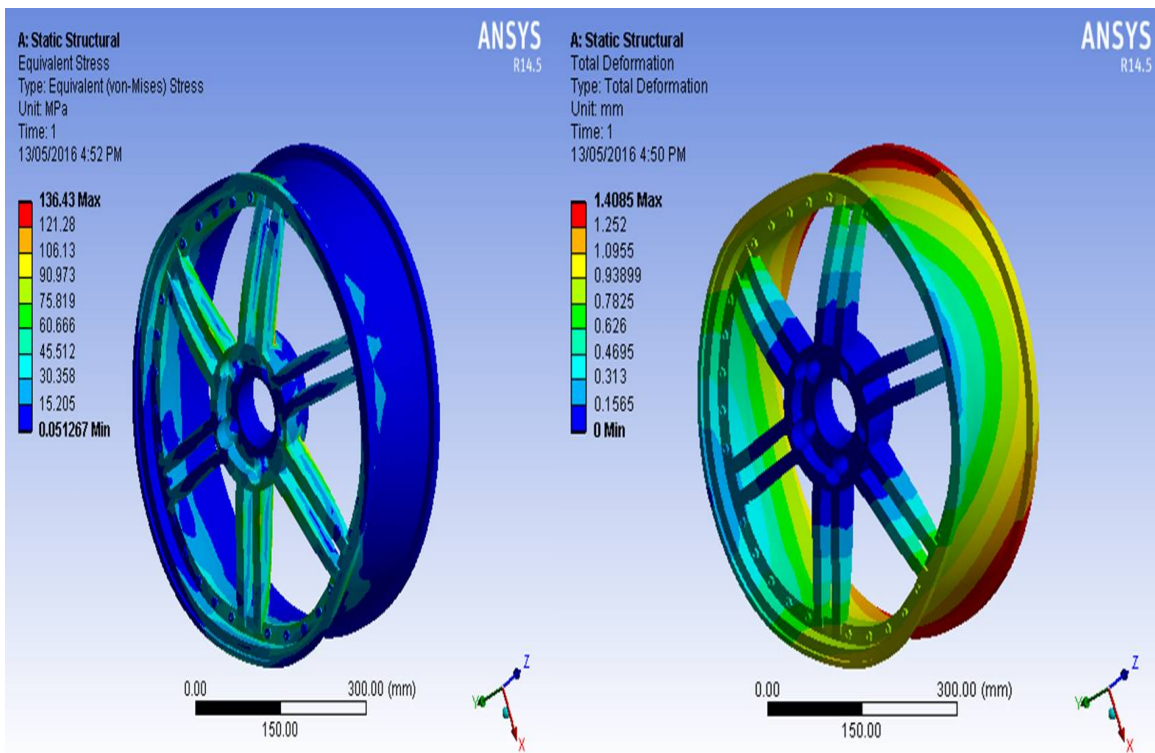 A: Static Structural
Equivalent Stress
Type: Equivalent (von-Mises) Stress
Unit: MPa
Time: 1
13/05/2016 4:52 PM
ANSYS
R14.5
136.43 Max
121.28
106.13
90.973
75.819
60.666
45.512
30.358
15.205
0.051267 Min
0.00
300.00 (mm)
150.00
Z
Y
X
A: Static Structural
Total Deformation
Type: Total Deformation
Unit: mm
Time: 1
13/05/2016 4:50 PM
ANSYS
R14.5
1.4085 Max
1.252
1.0955
0.93899
0.7825
0.626
0.4695
0.313
0.1565
0 Min
0.00
300.00 (mm)
150.00
Z
Y
X